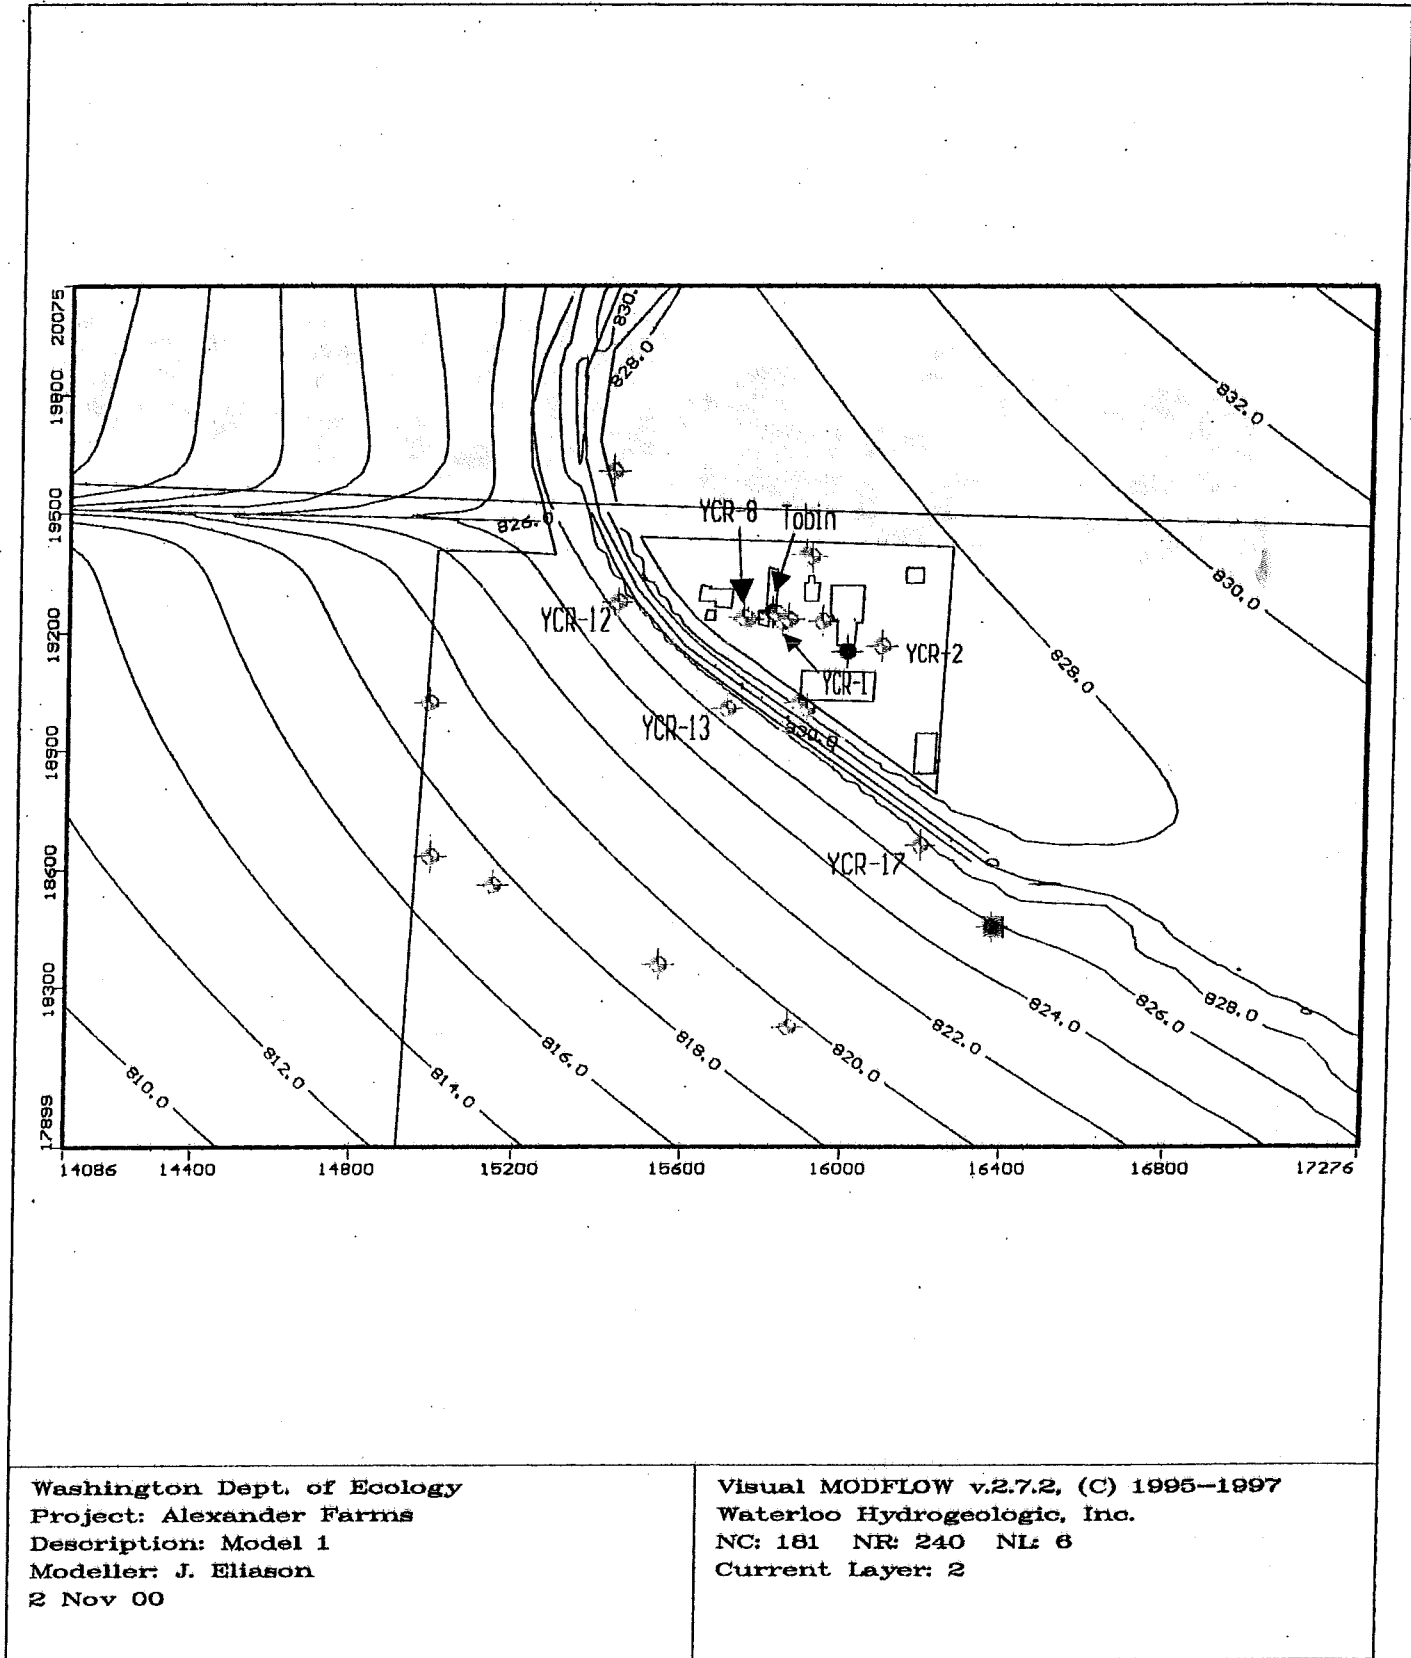 20075
19800
19500
19200
18900
18600
18300
17899
14086 14400 14800 15200 15600 16000 16400 16800 17276
830.
828.0
832.0
826.0
830.0
828.0
830.0
YCR-8 Tobin
YCR-12
YCR-2
YCR-1
YCR-13
YCR-17
810.0
812.0
814.0
816.0
818.0
820.0
822.0
824.0
826.0
828.0
Washington Dept. of Ecology
Project: Alexander Farms
Description: Model 1
Modeller: J. Eliason
2 Nov 00
Visual MODFLOW v.2.7.2, (C) 1995-1997
Waterloo Hydrogeologic, Inc.
NC: 181 NR: 240 NL: 6
Current Layer: 2